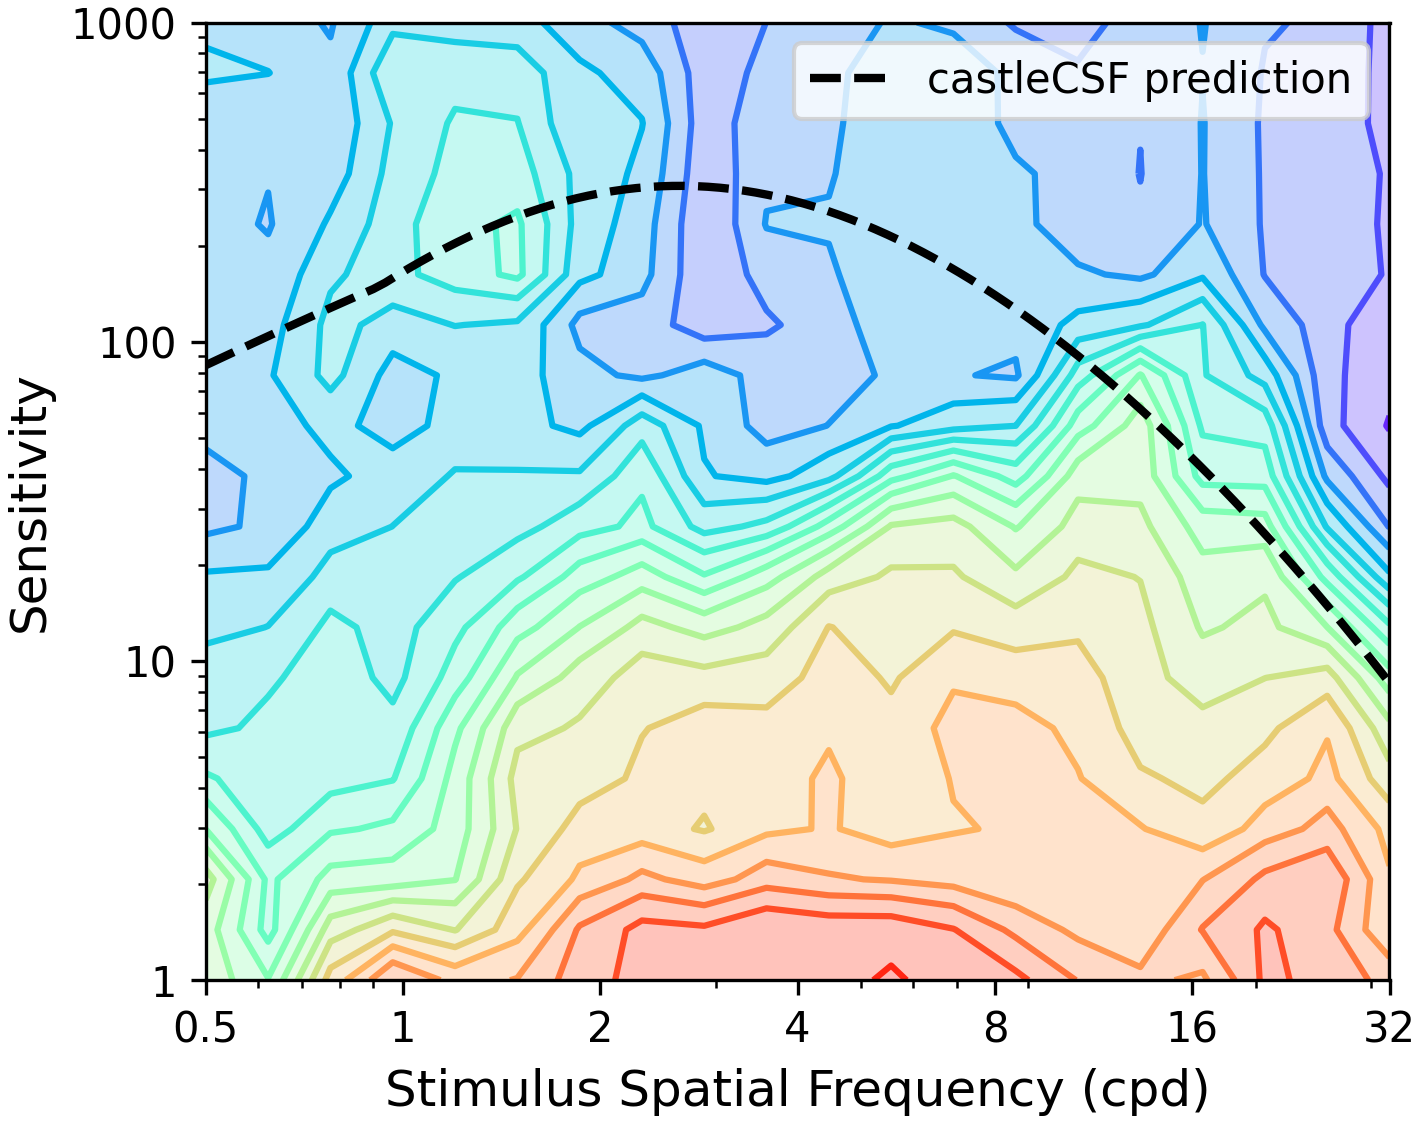 1000
100
10
1
Sensitivity
castleCSF prediction
0.5 1 2 4 8 16 32
Stimulus Spatial Frequency (cpd)